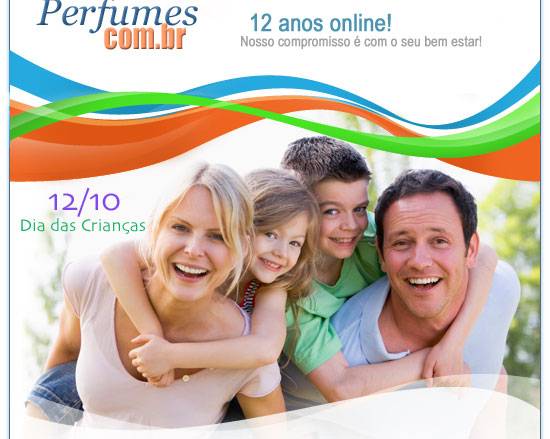 Perfumes
com.br
12 anos online!
Nosso compromisso é com o seu bem estar!
12/10
Dia das Crianças